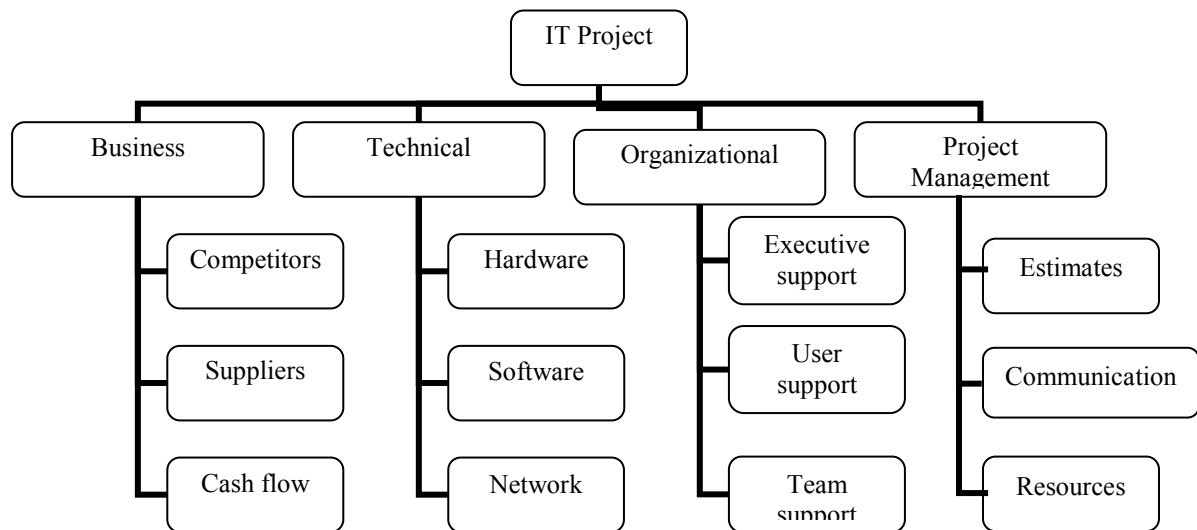 IT Project
Business
Technical
Organizational
Project
Management
Competitors
Hardware
Executive
support
Estimates
Suppliers
Software
User
support
Communication
Cash flow
Network
Team
support
Resources